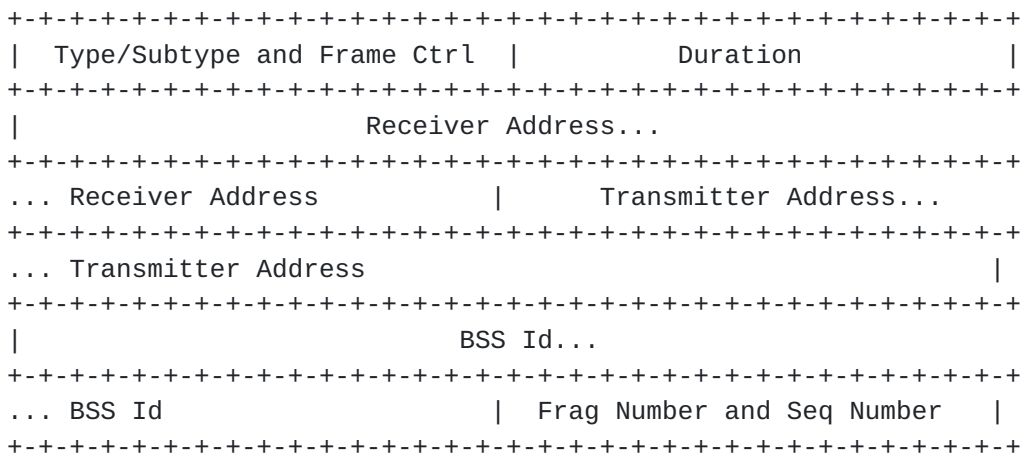 +-+-+-+-+-+-+-+-+-+-+-+-+-+-+-+-+-+-+-+-+-+-+-+-+-+-+-+-+-+-+-+-+
|  Type/Subtype and Frame Ctrl  |          Duration             |
+-+-+-+-+-+-+-+-+-+-+-+-+-+-+-+-+-+-+-+-+-+-+-+-+-+-+-+-+-+-+-+-+
|                      Receiver Address...
+-+-+-+-+-+-+-+-+-+-+-+-+-+-+-+-+-+-+-+-+-+-+-+-+-+-+-+-+-+-+-+-+
... Receiver Address           |      Transmitter Address...
+-+-+-+-+-+-+-+-+-+-+-+-+-+-+-+-+-+-+-+-+-+-+-+-+-+-+-+-+-+-+-+-+
... Transmitter Address                                        |
+-+-+-+-+-+-+-+-+-+-+-+-+-+-+-+-+-+-+-+-+-+-+-+-+-+-+-+-+-+-+-+-+
|                            BSS Id...
+-+-+-+-+-+-+-+-+-+-+-+-+-+-+-+-+-+-+-+-+-+-+-+-+-+-+-+-+-+-+-+-+
... BSS Id                     |  Frag Number and Seq Number   |
+-+-+-+-+-+-+-+-+-+-+-+-+-+-+-+-+-+-+-+-+-+-+-+-+-+-+-+-+-+-+-+-+